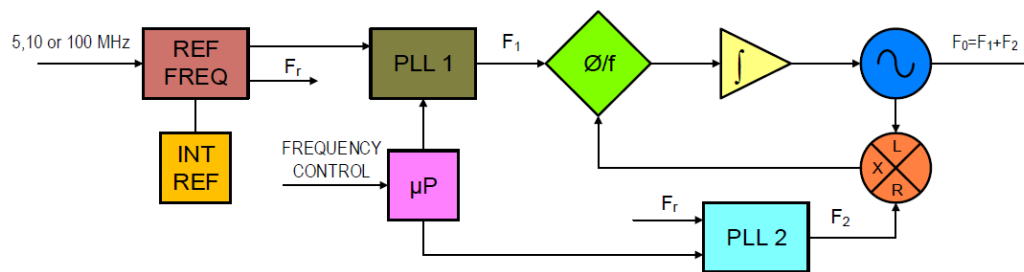 5,10 or 100 MHz
REF
FREQ
F₁
F₀=F₁+F₂
Fᵣ
PLL 1
Ø/f
∫
INT
REF
FREQUENCY
CONTROL
µP
L
X
R
Fᵣ
PLL 2
F₂